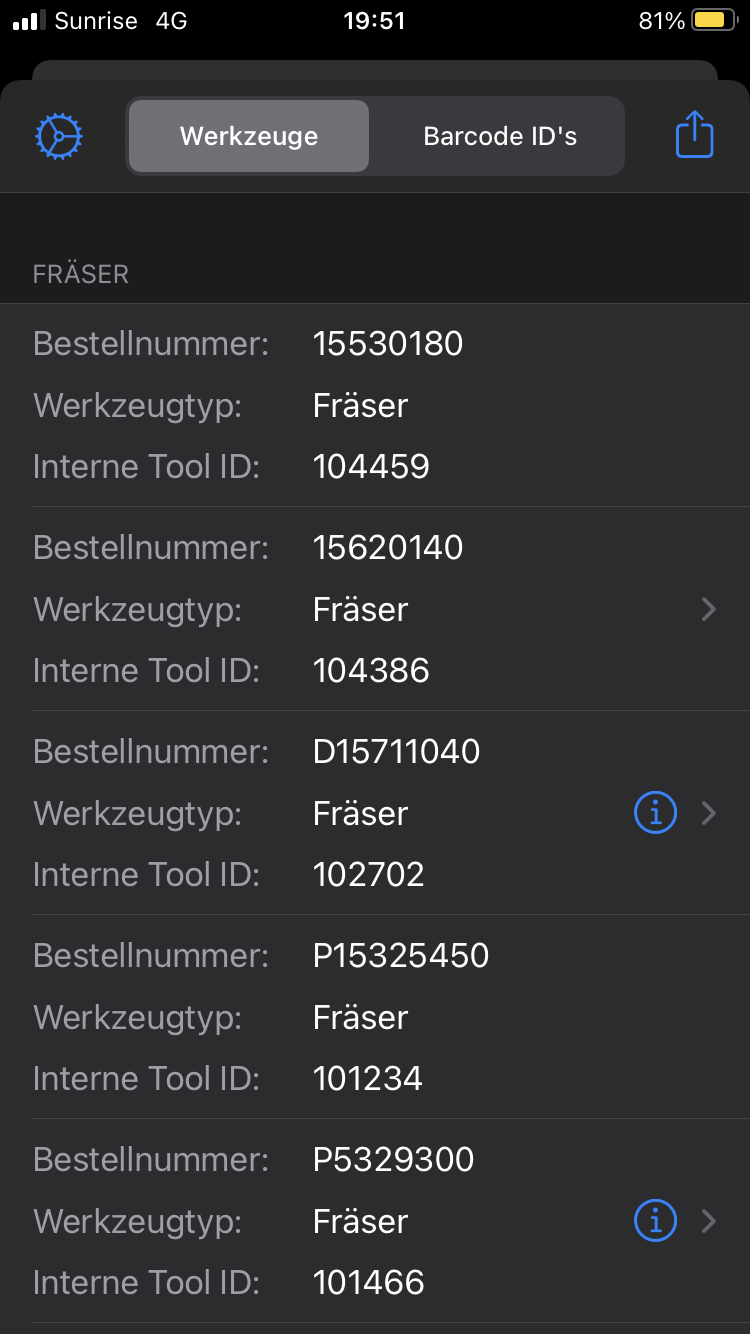 Sunrise 4G 19:51 81%
Werkzeuge Barcode ID's
FRÄSER
Bestellnummer: 15530180
Werkzeugtyp: Fräser
Interne Tool ID: 104459
Bestellnummer: 15620140
Werkzeugtyp: Fräser
Interne Tool ID: 104386
Bestellnummer: D15711040
Werkzeugtyp: Fräser
Interne Tool ID: 102702
Bestellnummer: P15325450
Werkzeugtyp: Fräser
Interne Tool ID: 101234
Bestellnummer: P5329300
Werkzeugtyp: Fräser
Interne Tool ID: 101466